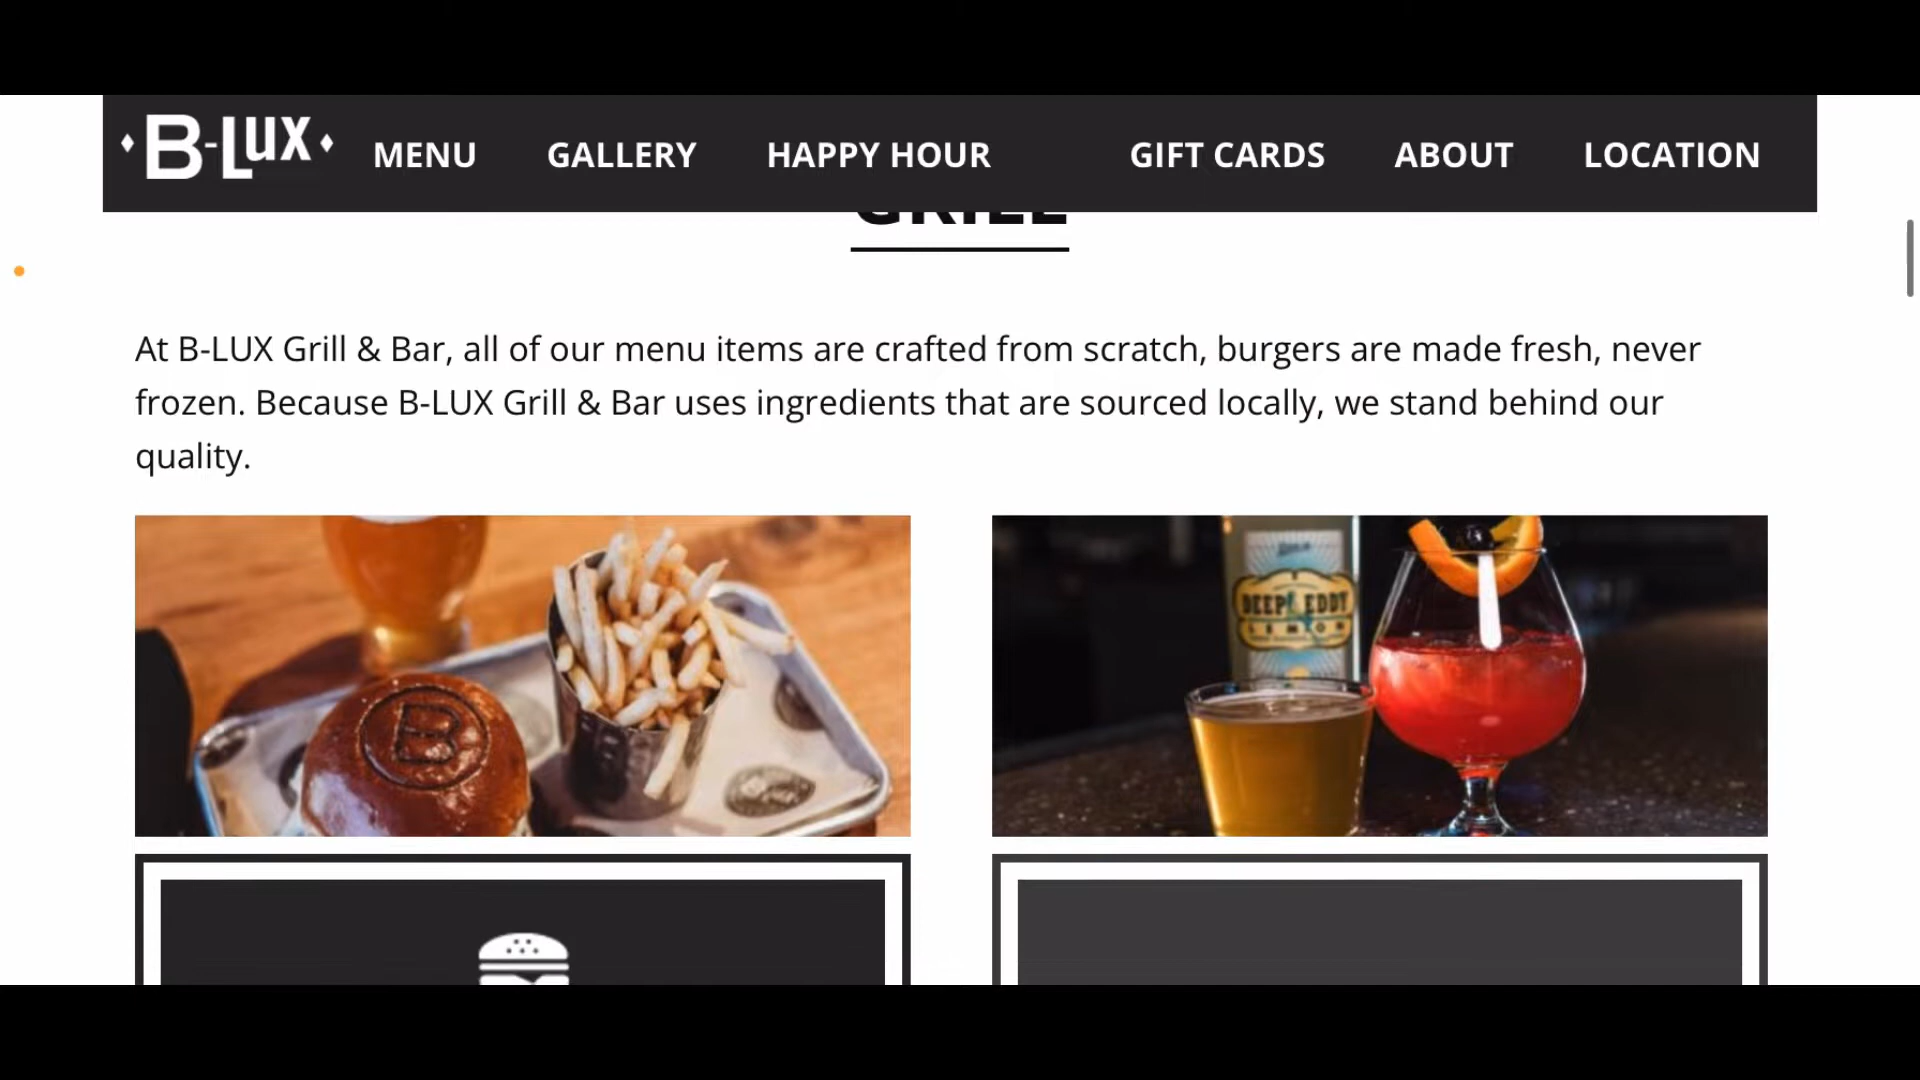 B-LUX
MENU
GALLERY
HAPPY HOUR
GIFT CARDS
ABOUT
LOCATION
GRILL
At B-LUX Grill & Bar, all of our menu items are crafted from scratch, burgers are made fresh, never
frozen. Because B-LUX Grill & Bar uses ingredients that are sourced locally, we stand behind our
quality.
B
DEEP EDDY
LEMON